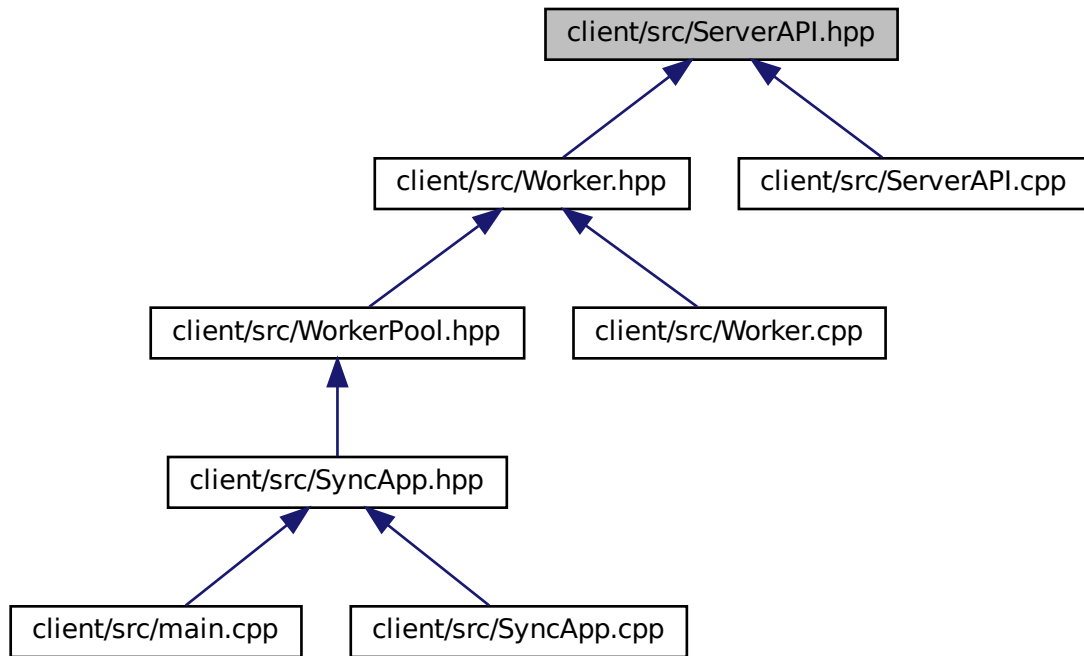 client/src/ServerAPI.hpp
client/src/Worker.hpp
client/src/ServerAPI.cpp
client/src/WorkerPool.hpp
client/src/Worker.cpp
client/src/SyncApp.hpp
client/src/main.cpp
client/src/SyncApp.cpp